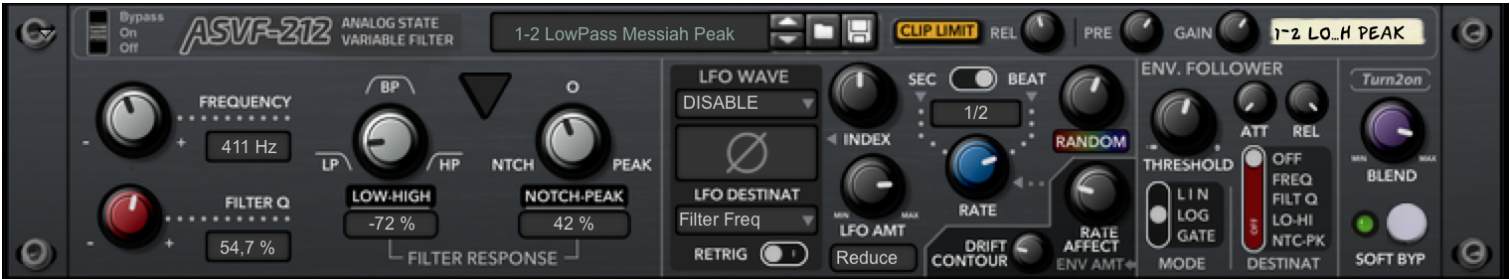 Bypass
On
Off
ASVF-212
ANALOG STATE
VARIABLE FILTER
1-2 LowPass Messiah Peak
CLIP LIMIT
REL
PRE
GAIN
1-2 LO...H PEAK
FREQUENCY
- +
411 Hz
FILTER Q
- +
54,7 %
BP
LP HP
LOW-HIGH
-72 %
O
NTCH PEAK
NOTCH-PEAK
42 %
FILTER RESPONSE
LFO WAVE
DISABLE
LFO DESTINAT
Filter Freq
RETRIG
INDEX
MIN MAX
LFO AMT
Reduce
SEC BEAT
1/2
RATE
RANDOM
DRIFT
CONTOUR
RATE
AFFECT
ENV AMT
ENV. FOLLOWER
THRESHOLD
ATT REL
LIN
LOG
GATE
MODE
OFF
OFF
FREQ
FILT Q
LO-HI
NTC-PK
DESTINAT
Turn2on
MIN MAX
BLEND
SOFT BYP